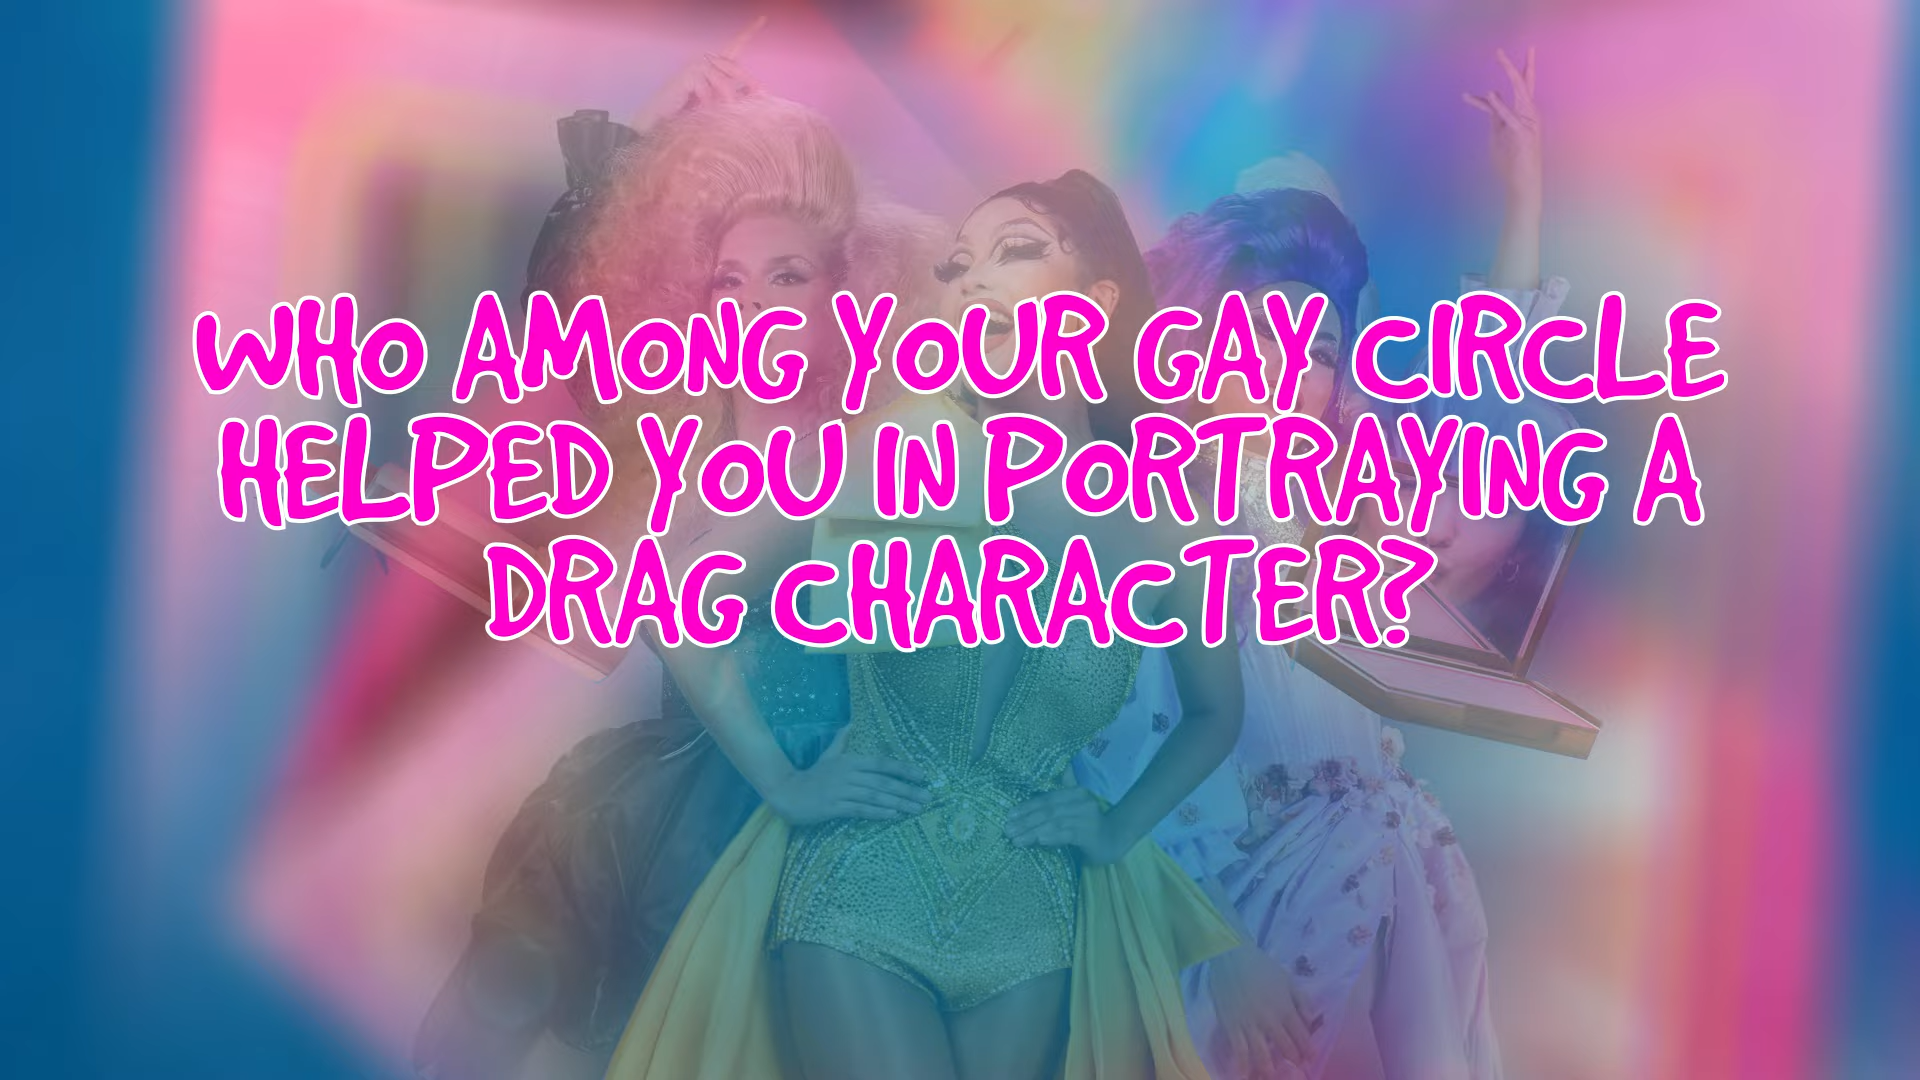 WHO AMONG YOUR GAY CIRCLE
HELPED YOU IN PORTRAYING A
DRAG CHARACTER?